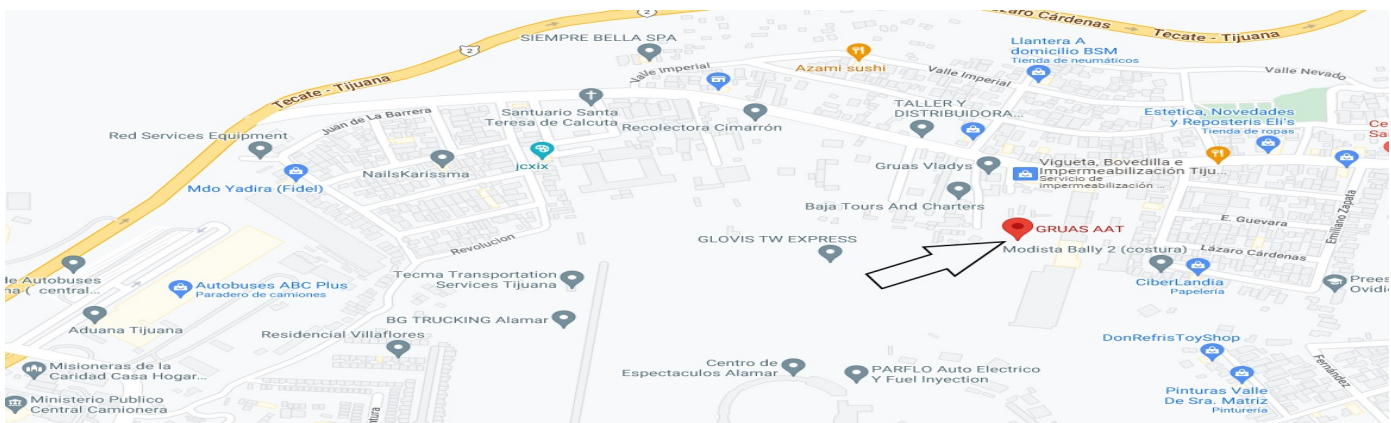 2
Lázaro Cárdenas
Tecate - Tijuana
SIEMPRE BELLA SPA
2
Llantera A
domicilio BSM
Tienda de neumáticos
Valle Imperial
Azami sushi
Valle Imperial
Valle Nevado
Tecate - Tijuana
Juan de La Barrera
Santuario Santa
Teresa de Calcuta
Recolectora Cimarrón
TALLER Y
DISTRIBUIDORA...
Estetica, Novedades
y Reposteris Eli's
Tienda de ropas
Red Services Equipment
jcxix
NailsKarissma
Mdo Yadira (Fidel)
Gruas Vladys
Vigueta, Bovedilla e
Impermeabilización Tiju...
Servicio de
impermeabilización ...
Baja Tours And Charters
Emiliano Zapata
E. Guevara
GRUAS AAT
Revolucion
GLOVIS TW EXPRESS
Modista Bally 2 (costura)
Lázaro Cárdenas
de Autobuses
na ( central...
Autobuses ABC Plus
Paradero de camiones
Tecma Transportation
Services Tijuana
CiberLandia
Papelería
Prees
Ovidi
Aduana Tijuana
BG TRUCKING Alamar
Residencial Villaflores
DonRefrisToyShop
Misioneras de la
Caridad Casa Hogar...
Centro de
Espectaculos Alamar
PARFLO Auto Electrico
Y Fuel Inyection
Fernández
Pinturas Valle
De Sra. Matriz
Pinturería
Ministerio Publico
Central Camionera